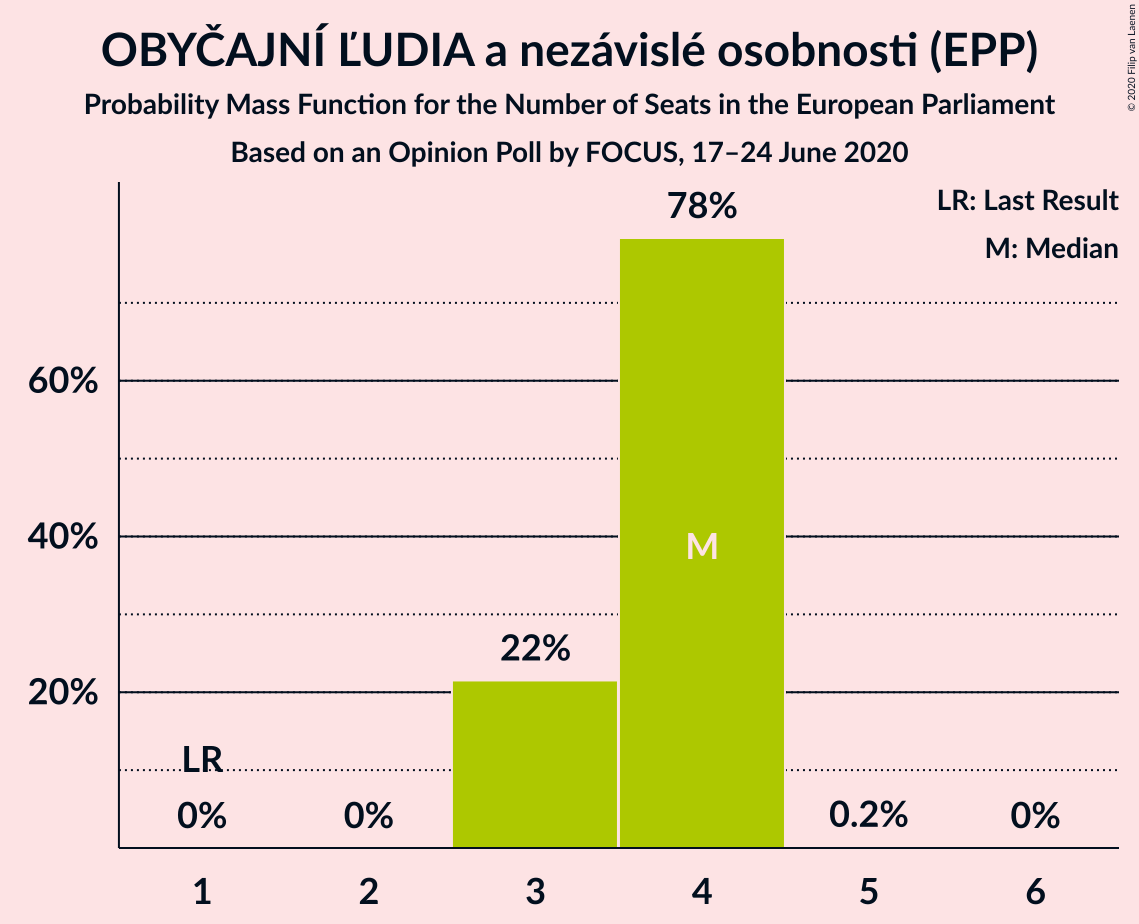 OBYČAJNÍ ĽUDIA a nezávislé osobnosti (EPP)
Probability Mass Function for the Number of Seats in the European Parliament
Based on an Opinion Poll by FOCUS, 17–24 June 2020
© 2020 Filip van Laenen
LR: Last Result
M: Median
78%
60%
40%
M
22%
20%
LR
0%
0%
0.2%
0%
1
2
3
4
5
6